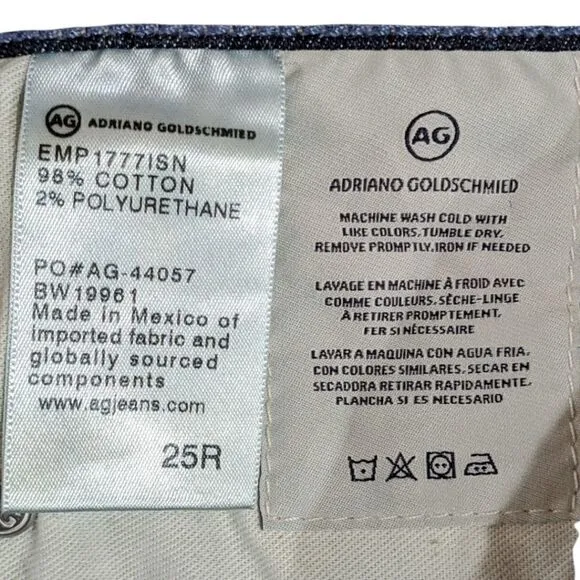 AG ADRIANO GOLDSCHMIED
EMP1777ISN
98% COTTON
2% POLYURETHANE
PO#AG-44057
BW19961
Made in Mexico of
imported fabric and
globally sourced
components
www.agjeans.com
25R
AG
ADRIANO GOLDSCHMIED
MACHINE WASH COLD WITH
LIKE COLORS. TUMBLE DRY.
REMOVE PROMPTLY. IRON IF NEEDED
LAVAGE EN MACHINE À FROID AVEC
COMME COULEURS. SÈCHE-LINGE
À RETIRER PROMPTEMENT.
FER SI NÉCESSAIRE
LAVAR A MAQUINA CON AGUA FRIA,
CON COLORES SIMILARES. SECAR EN
SECADORA RETIRAR RAPIDAMENTE,
PLANCHA SI ES NECESARIO